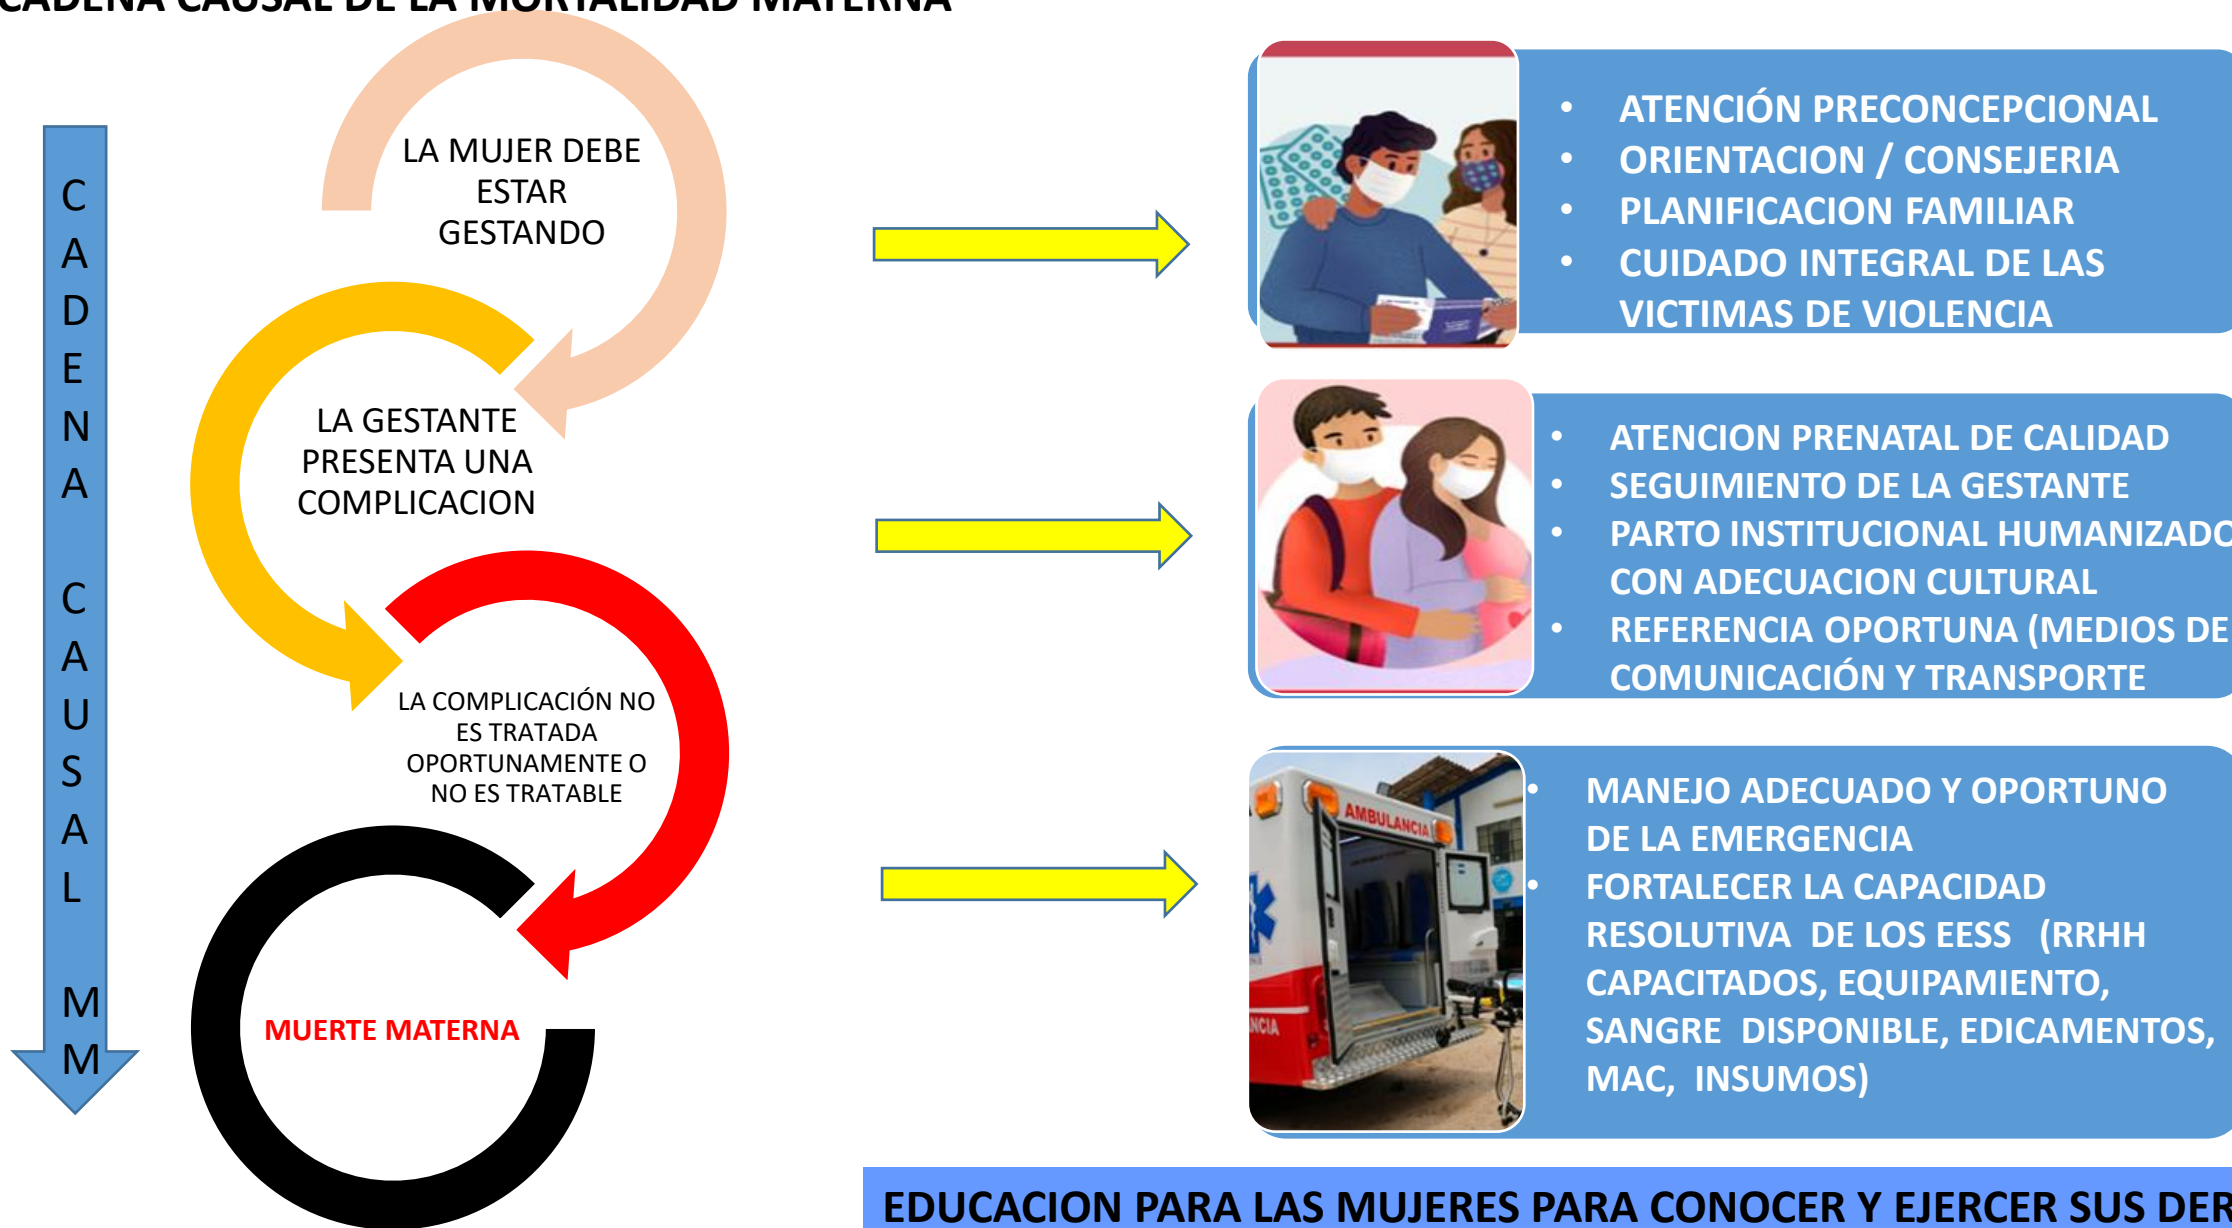 CADENA CAUSAL DE LA MORTALIDAD MATERNA
CADENA CAUSAL MM
LA MUJER DEBE
ESTAR
GESTANDO
LA GESTANTE
PRESENTA UNA
COMPLICACION
LA COMPLICACIÓN NO
ES TRATADA
OPORTUNAMENTE O
NO ES TRATABLE
MUERTE MATERNA
• ATENCIÓN PRECONCEPCIONAL
• ORIENTACION / CONSEJERIA
• PLANIFICACION FAMILIAR
• CUIDADO INTEGRAL DE LAS
VICTIMAS DE VIOLENCIA
• ATENCION PRENATAL DE CALIDAD
• SEGUIMIENTO DE LA GESTANTE
• PARTO INSTITUCIONAL HUMANIZADO
CON ADECUACION CULTURAL
• REFERENCIA OPORTUNA (MEDIOS DE
COMUNICACIÓN Y TRANSPORTE
AMBULANCIA
NCIA
• MANEJO ADECUADO Y OPORTUNO
DE LA EMERGENCIA
• FORTALECER LA CAPACIDAD
RESOLUTIVA DE LOS EESS (RRHH
CAPACITADOS, EQUIPAMIENTO,
SANGRE DISPONIBLE, EDICAMENTOS,
MAC, INSUMOS)
EDUCACION PARA LAS MUJERES PARA CONOCER Y EJERCER SUS DER